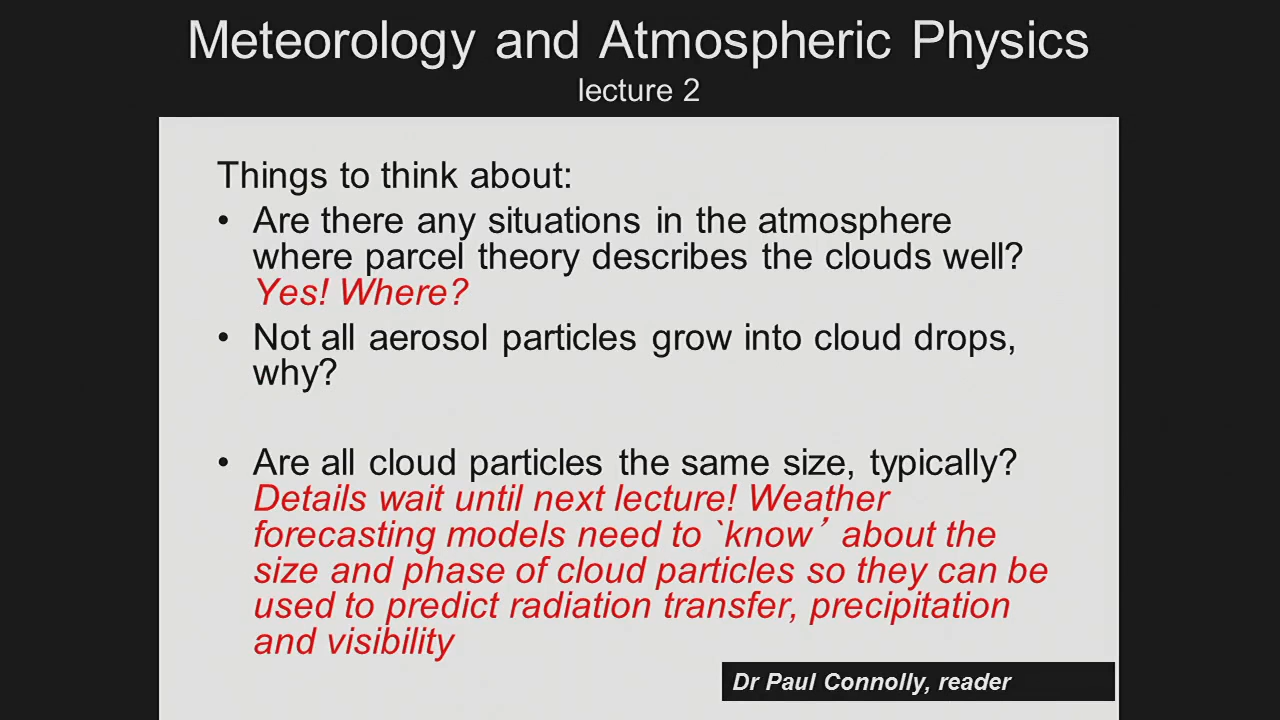 Meteorology and Atmospheric Physics
lecture 2
Things to think about:
• Are there any situations in the atmosphere
where parcel theory describes the clouds well?
Yes! Where?
• Not all aerosol particles grow into cloud drops,
why?
• Are all cloud particles the same size, typically?
Details wait until next lecture! Weather
forecasting models need to `know’ about the
size and phase of cloud particles so they can be
used to predict radiation transfer, precipitation
and visibility
Dr Paul Connolly, reader